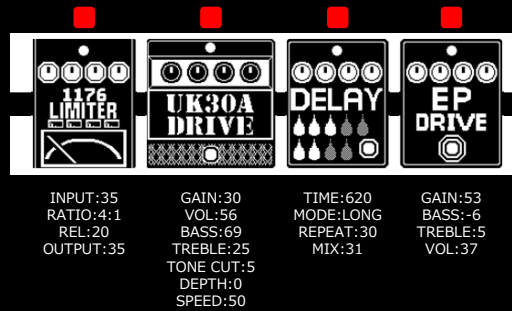 1176
LIMITER
UK30A
DRIVE
DELAY
EP
DRIVE
INPUT:35
RATIO:4:1
REL:20
OUTPUT:35
GAIN:30
VOL:56
BASS:69
TREBLE:25
TONE CUT:5
DEPTH:0
SPEED:50
TIME:620
MODE:LONG
REPEAT:30
MIX:31
GAIN:53
BASS:-6
TREBLE:5
VOL:37